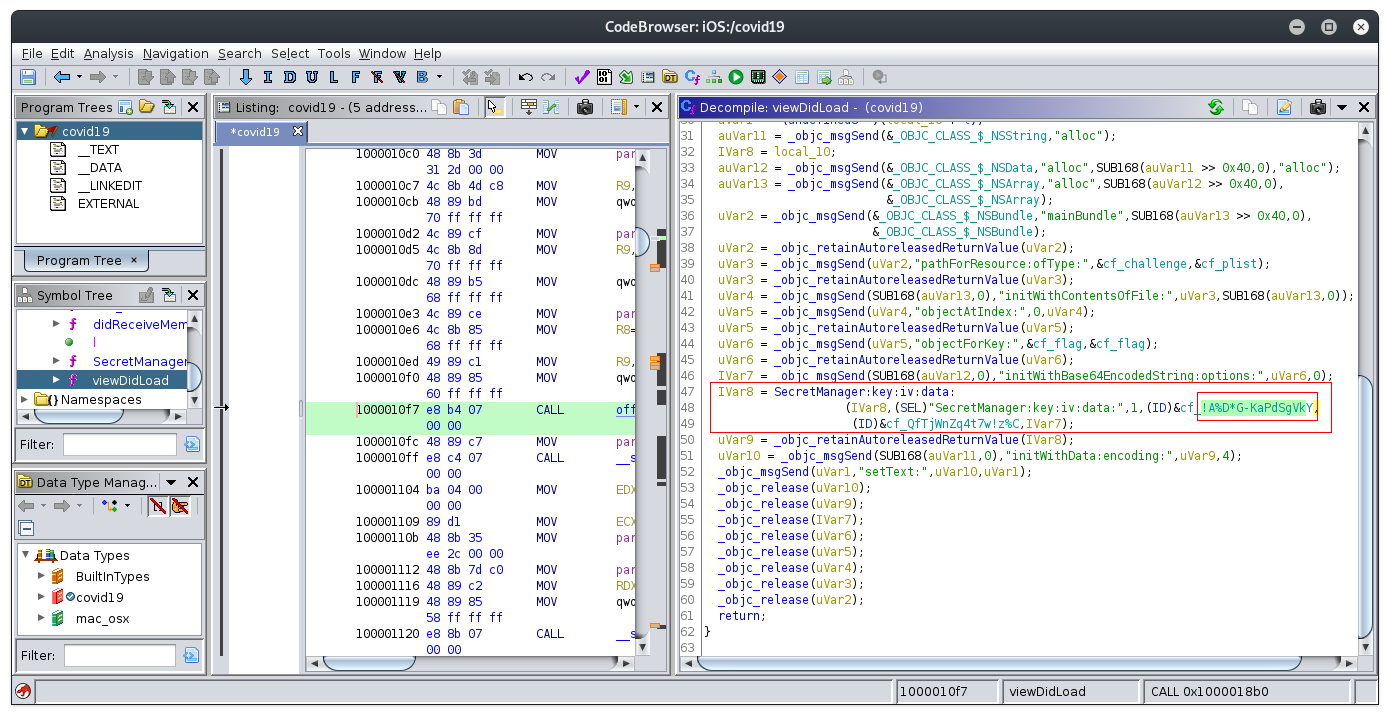 CodeBrowser: iOS:/covid19
File Edit Analysis Navigation Search Select Tools Window Help
I D U L F B
Program Trees
covid19
__TEXT
__DATA
__LINKEDIT
EXTERNAL
Program Tree ×
Symbol Tree
didReceiveMem
l
SecretManager
viewDidLoad
Namespaces
Filter:
Data Type Manag...
Data Types
BuiltInTypes
covid19
mac_osx
Filter:
Listing: covid19 - (5 address...
*covid19
1000010c0 48 8b 3d MOV par
31 2d 00 00
1000010c7 4c 8b 4d c8 MOV R9,
1000010cb 48 89 bd MOV qwo
70 ff ff ff
1000010d2 4c 89 cf MOV par
1000010d5 4c 8b 8d MOV R9,
70 ff ff ff
1000010dc 48 89 b5 MOV qwo
68 ff ff ff
1000010e3 4c 89 ce MOV par
1000010e6 4c 8b 85 MOV R8=
68 ff ff ff
1000010ed 49 89 c1 MOV R9,
1000010f0 48 89 85 MOV qwo
60 ff ff ff
1000010f7 e8 b4 07 CALL off
00 00
1000010fc 48 89 c7 MOV par
1000010ff e8 c4 07 CALL __s
00 00
100001104 ba 04 00 MOV EDX
00 00
100001109 89 d1 MOV ECX
10000110b 48 8b 35 MOV par
ee 2c 00 00
100001112 48 8b 7d c0 MOV par
100001116 48 89 c2 MOV RDX
100001119 48 89 85 MOV qwo
58 ff ff ff
100001120 e8 8b 07 CALL __s
00 00
Decompile: viewDidLoad - (covid19)
31 auVar11 = _objc_msgSend(&_OBJC_CLASS_$_NSString,"alloc");
32 IVar8 = local_10;
33 auVar12 = _objc_msgSend(&_OBJC_CLASS_$_NSData,"alloc",SUB168(auVar11 >> 0x40,0),"alloc");
34 auVar13 = _objc_msgSend(&_OBJC_CLASS_$_NSArray,"alloc",SUB168(auVar12 >> 0x40,0),
35 &_OBJC_CLASS_$_NSArray);
36 uVar2 = _objc_msgSend(&_OBJC_CLASS_$_NSBundle,"mainBundle",SUB168(auVar13 >> 0x40,0),
37 &_OBJC_CLASS_$_NSBundle);
38 uVar2 = _objc_retainAutoreleasedReturnValue(uVar2);
39 uVar3 = _objc_msgSend(uVar2,"pathForResource:ofType:",&cf_challenge,&cf_plist);
40 uVar3 = _objc_retainAutoreleasedReturnValue(uVar3);
41 uVar4 = _objc_msgSend(SUB168(auVar13,0),"initWithContentsOfFile:",uVar3,SUB168(auVar13,0));
42 uVar5 = _objc_msgSend(uVar4,"objectAtIndex:",0,uVar4);
43 uVar5 = _objc_retainAutoreleasedReturnValue(uVar5);
44 uVar6 = _objc_msgSend(uVar5,"objectForKey:",&cf_flag,&cf_flag);
45 uVar6 = _objc_retainAutoreleasedReturnValue(uVar6);
46 IVar7 = _objc_msgSend(SUB168(auVar12,0),"initWithBase64EncodedString:options:",uVar6,0);
47 IVar8 = SecretManager:key:iv:data:
48 (IVar8,(SEL)"SecretManager:key:iv:data:",1,(ID)&cf_!A%D*G-KaPdSgVkY,
49 (ID)&cf_QfTjWnZq4t7w!z%C,IVar7);
50 uVar9 = _objc_retainAutoreleasedReturnValue(IVar8);
51 uVar10 = _objc_msgSend(SUB168(auVar11,0),"initWithData:encoding:",uVar9,4);
52 _objc_msgSend(uVar1,"setText:",uVar10,uVar1);
53 _objc_release(uVar10);
54 _objc_release(uVar9);
55 _objc_release(IVar7);
56 _objc_release(uVar6);
57 _objc_release(uVar5);
58 _objc_release(uVar4);
59 _objc_release(uVar3);
60 _objc_release(uVar2);
61 return;
62 }
63
1000010f7
viewDidLoad
CALL 0x1000018b0